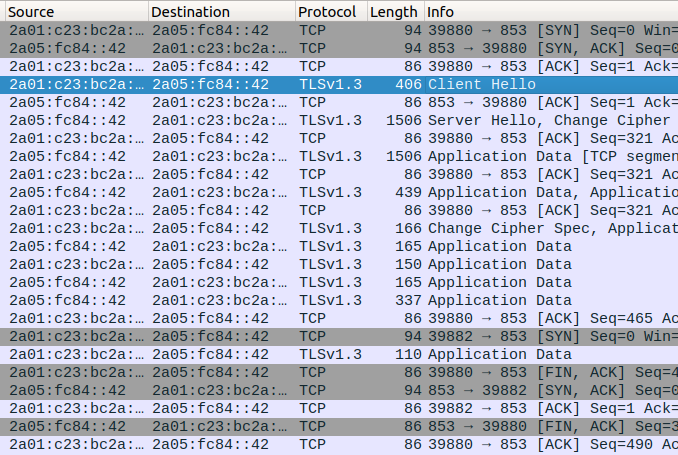 Source Destination Protocol Length Info
2a01:c23:bc2a:… 2a05:fc84::42 TCP 94 39880 → 853 [SYN] Seq=0 Win=
2a05:fc84::42 2a01:c23:bc2a:… TCP 94 853 → 39880 [SYN, ACK] Seq=0
2a01:c23:bc2a:… 2a05:fc84::42 TCP 86 39880 → 853 [ACK] Seq=1 Ack=
2a01:c23:bc2a:… 2a05:fc84::42 TLSv1.3 406 Client Hello
2a05:fc84::42 2a01:c23:bc2a:… TCP 86 853 → 39880 [ACK] Seq=1 Ack=
2a05:fc84::42 2a01:c23:bc2a:… TLSv1.3 1506 Server Hello, Change Cipher
2a01:c23:bc2a:… 2a05:fc84::42 TCP 86 39880 → 853 [ACK] Seq=321 Ac
2a05:fc84::42 2a01:c23:bc2a:… TLSv1.3 1506 Application Data [TCP segmen
2a01:c23:bc2a:… 2a05:fc84::42 TCP 86 39880 → 853 [ACK] Seq=321 Ac
2a05:fc84::42 2a01:c23:bc2a:… TLSv1.3 439 Application Data, Applicatio
2a01:c23:bc2a:… 2a05:fc84::42 TCP 86 39880 → 853 [ACK] Seq=321 Ac
2a01:c23:bc2a:… 2a05:fc84::42 TLSv1.3 166 Change Cipher Spec, Applicat
2a05:fc84::42 2a01:c23:bc2a:… TLSv1.3 165 Application Data
2a01:c23:bc2a:… 2a05:fc84::42 TLSv1.3 150 Application Data
2a05:fc84::42 2a01:c23:bc2a:… TLSv1.3 165 Application Data
2a05:fc84::42 2a01:c23:bc2a:… TLSv1.3 337 Application Data
2a01:c23:bc2a:… 2a05:fc84::42 TCP 86 39880 → 853 [ACK] Seq=465 Ac
2a01:c23:bc2a:… 2a05:fc84::42 TCP 94 39882 → 853 [SYN] Seq=0 Win=
2a01:c23:bc2a:… 2a05:fc84::42 TLSv1.3 110 Application Data
2a01:c23:bc2a:… 2a05:fc84::42 TCP 86 39880 → 853 [FIN, ACK] Seq=4
2a05:fc84::42 2a01:c23:bc2a:… TCP 94 853 → 39882 [SYN, ACK] Seq=0
2a01:c23:bc2a:… 2a05:fc84::42 TCP 86 39882 → 853 [ACK] Seq=1 Ack=
2a05:fc84::42 2a01:c23:bc2a:… TCP 86 853 → 39880 [FIN, ACK] Seq=3
2a01:c23:bc2a:… 2a05:fc84::42 TCP 86 39880 → 853 [ACK] Seq=490 Ac